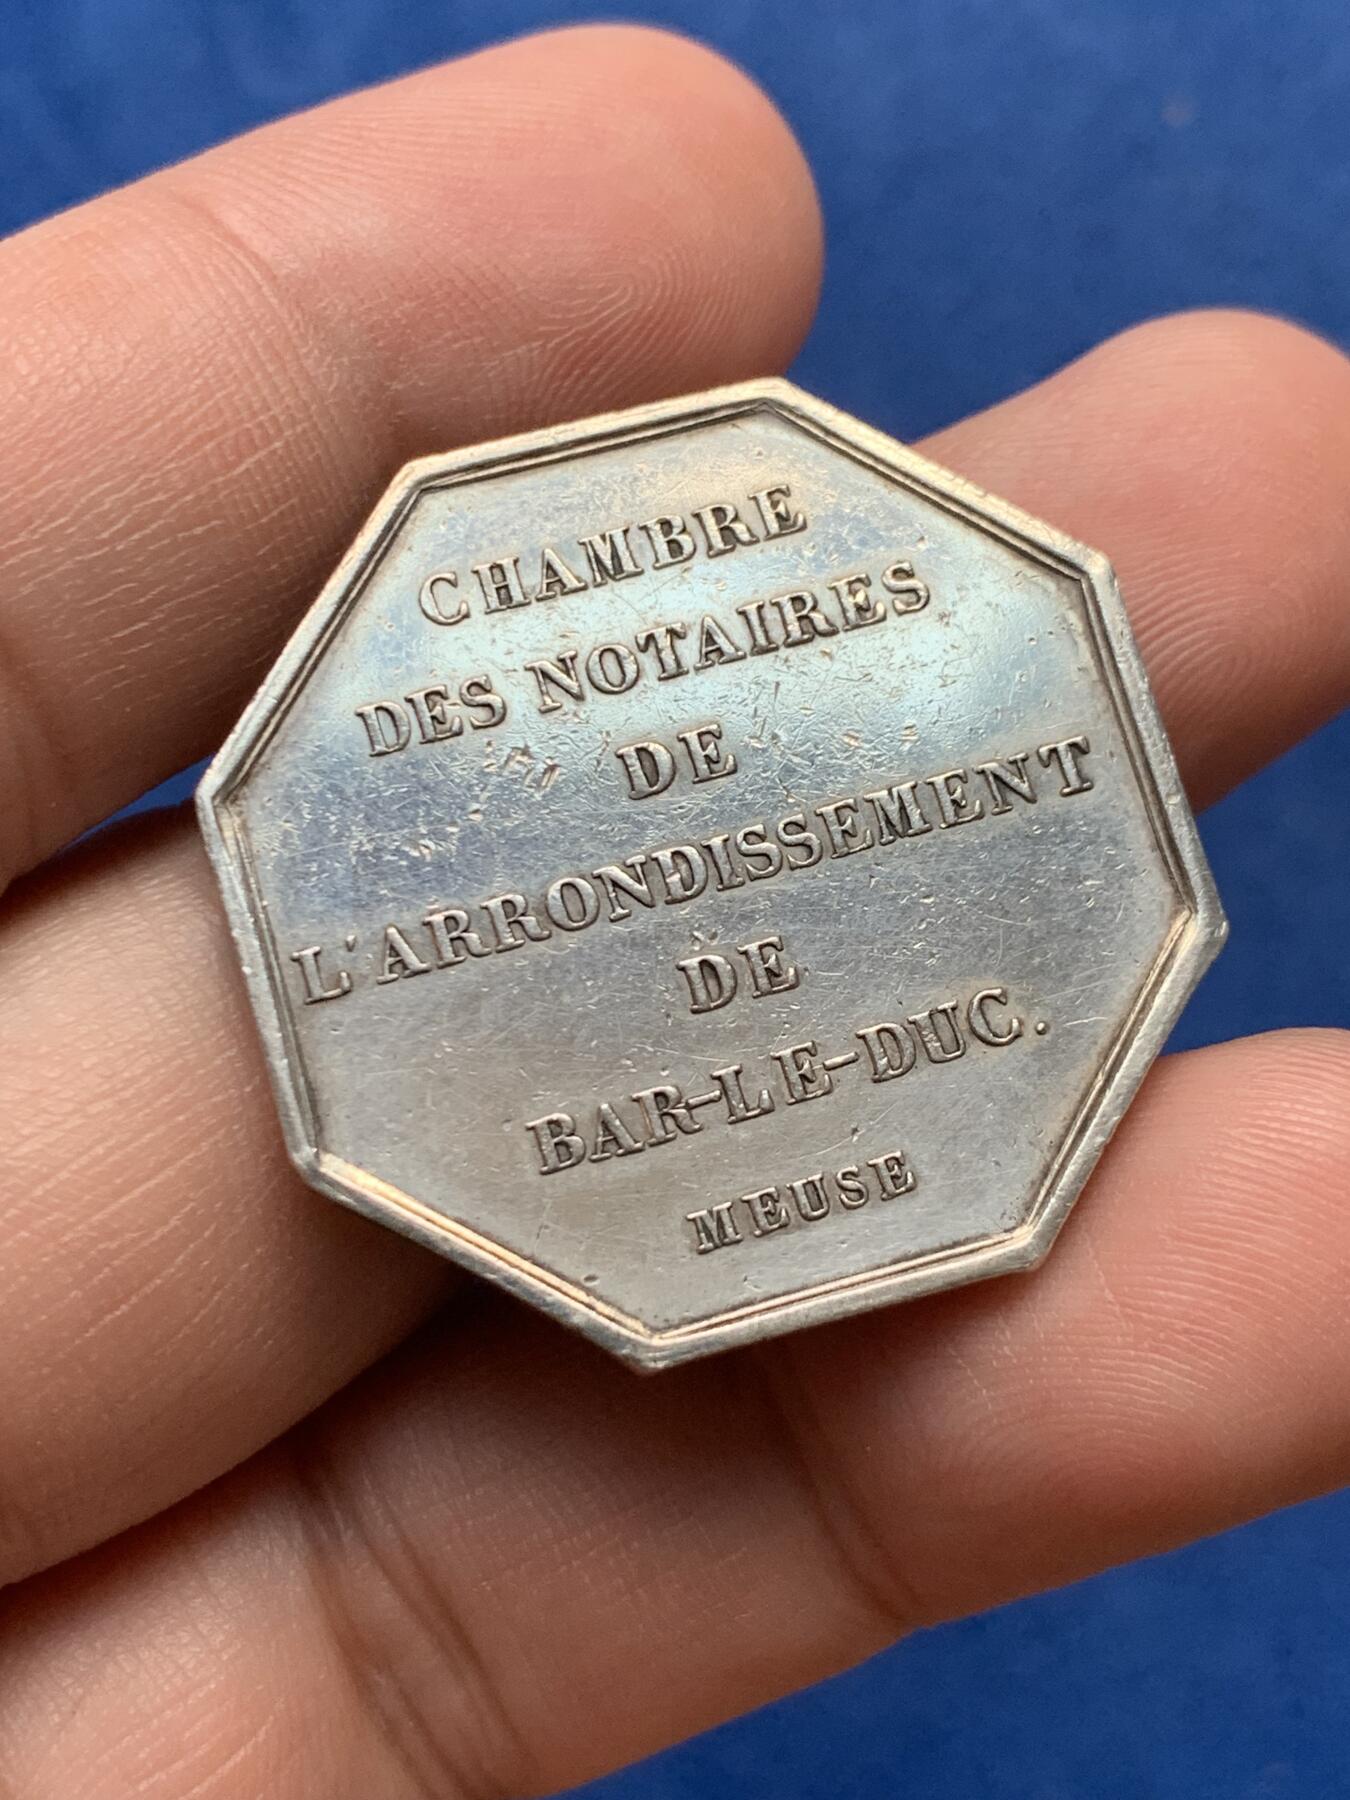 CHAMBRE
DES NOTAIRES
DE
L'ARRONDISSEMENT
DE
BAR-LE-DUC.
MEUSE